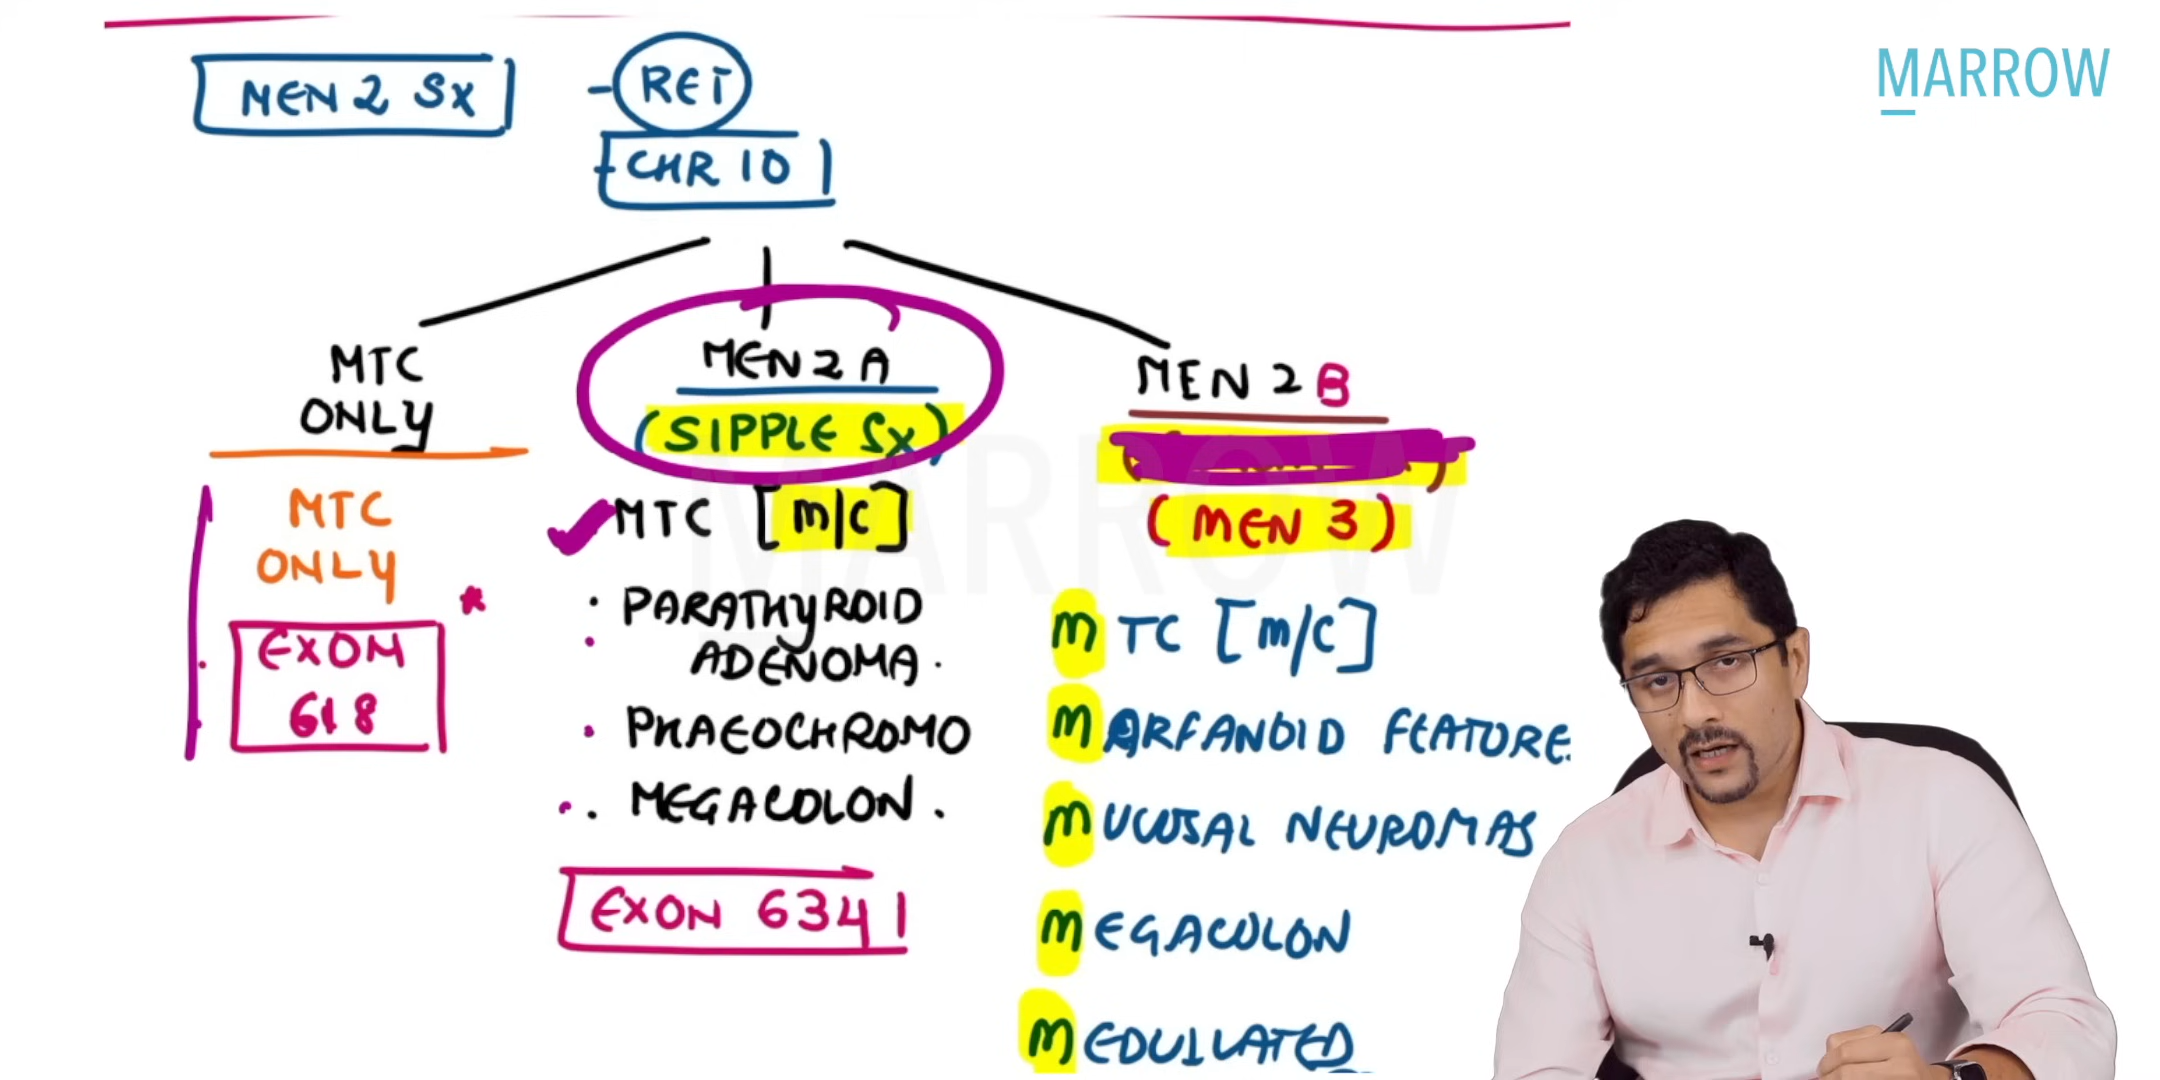 MARROW
MEN 2 SX
- RET
CHR 10
MTC
ONLY
MTC
ONLY
EXON
618
MEN 2 A
(SIPPLE SX)
MTC [m/c]
. PARATHYROID
ADENOMA .
. PHAEOCHROMO
. MEGACOLON .
EXON 634
MEN 2 B
(MEN 3)
MTC [m/c]
MARFANOID FEATURE
MUCOSAL NEUROMAS
MEGACOLON
MEDULLATED
MARROW